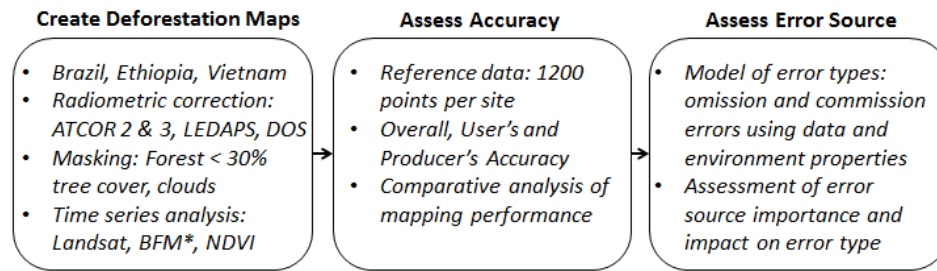 Create Deforestation Maps
• Brazil, Ethiopia, Vietnam
• Radiometric correction:
ATCOR 2 & 3, LEDAPS, DOS
• Masking: Forest < 30%
tree cover, clouds
• Time series analysis:
Landsat, BFM*, NDVI
Assess Accuracy
• Reference data: 1200
points per site
• Overall, User's and
Producer's Accuracy
• Comparative analysis of
mapping performance
Assess Error Source
• Model of error types:
omission and commission
errors using data and
environment properties
• Assessment of error
source importance and
impact on error type